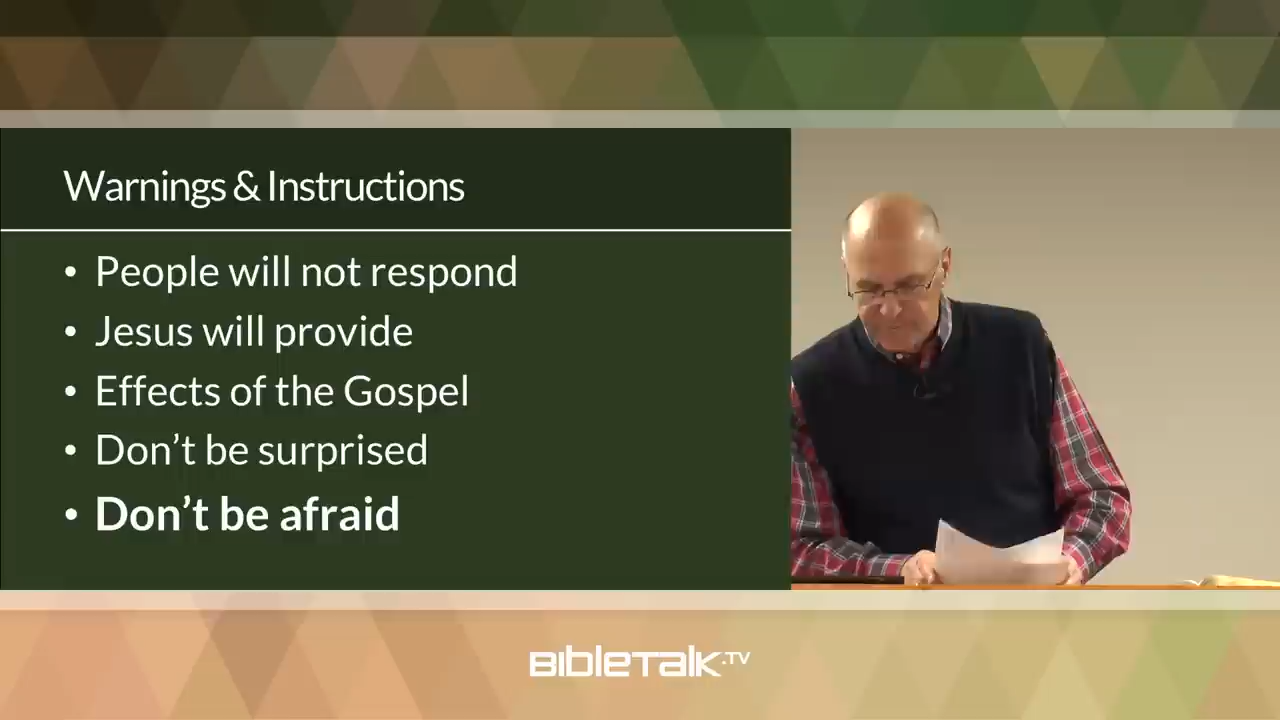 Warnings & Instructions
• People will not respond
• Jesus will provide
• Effects of the Gospel
• Don’t be surprised
• Don’t be afraid
BIBLETALK.TV